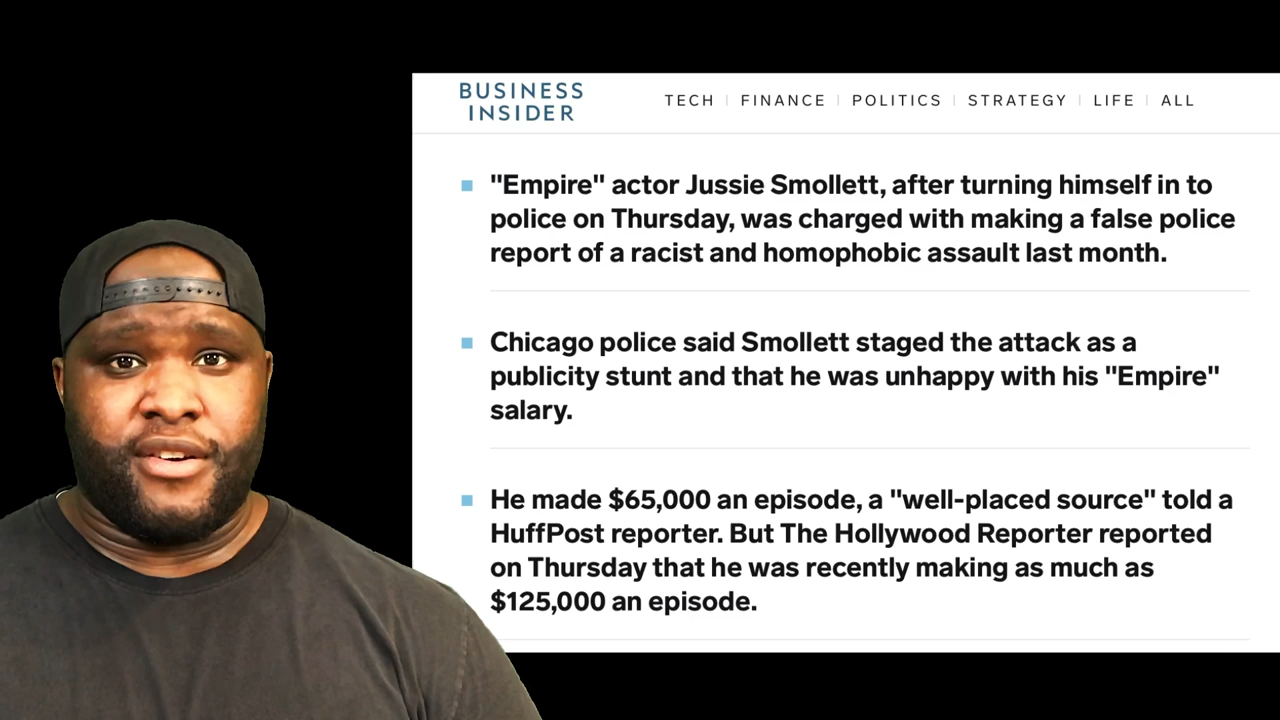 BUSINESS
INSIDER
TECH | FINANCE | POLITICS | STRATEGY | LIFE | ALL
"Empire" actor Jussie Smollett, after turning himself in to
police on Thursday, was charged with making a false police
report of a racist and homophobic assault last month.
Chicago police said Smollett staged the attack as a
publicity stunt and that he was unhappy with his "Empire"
salary.
He made $65,000 an episode, a "well-placed source" told a
HuffPost reporter. But The Hollywood Reporter reported
on Thursday that he was recently making as much as
$125,000 an episode.